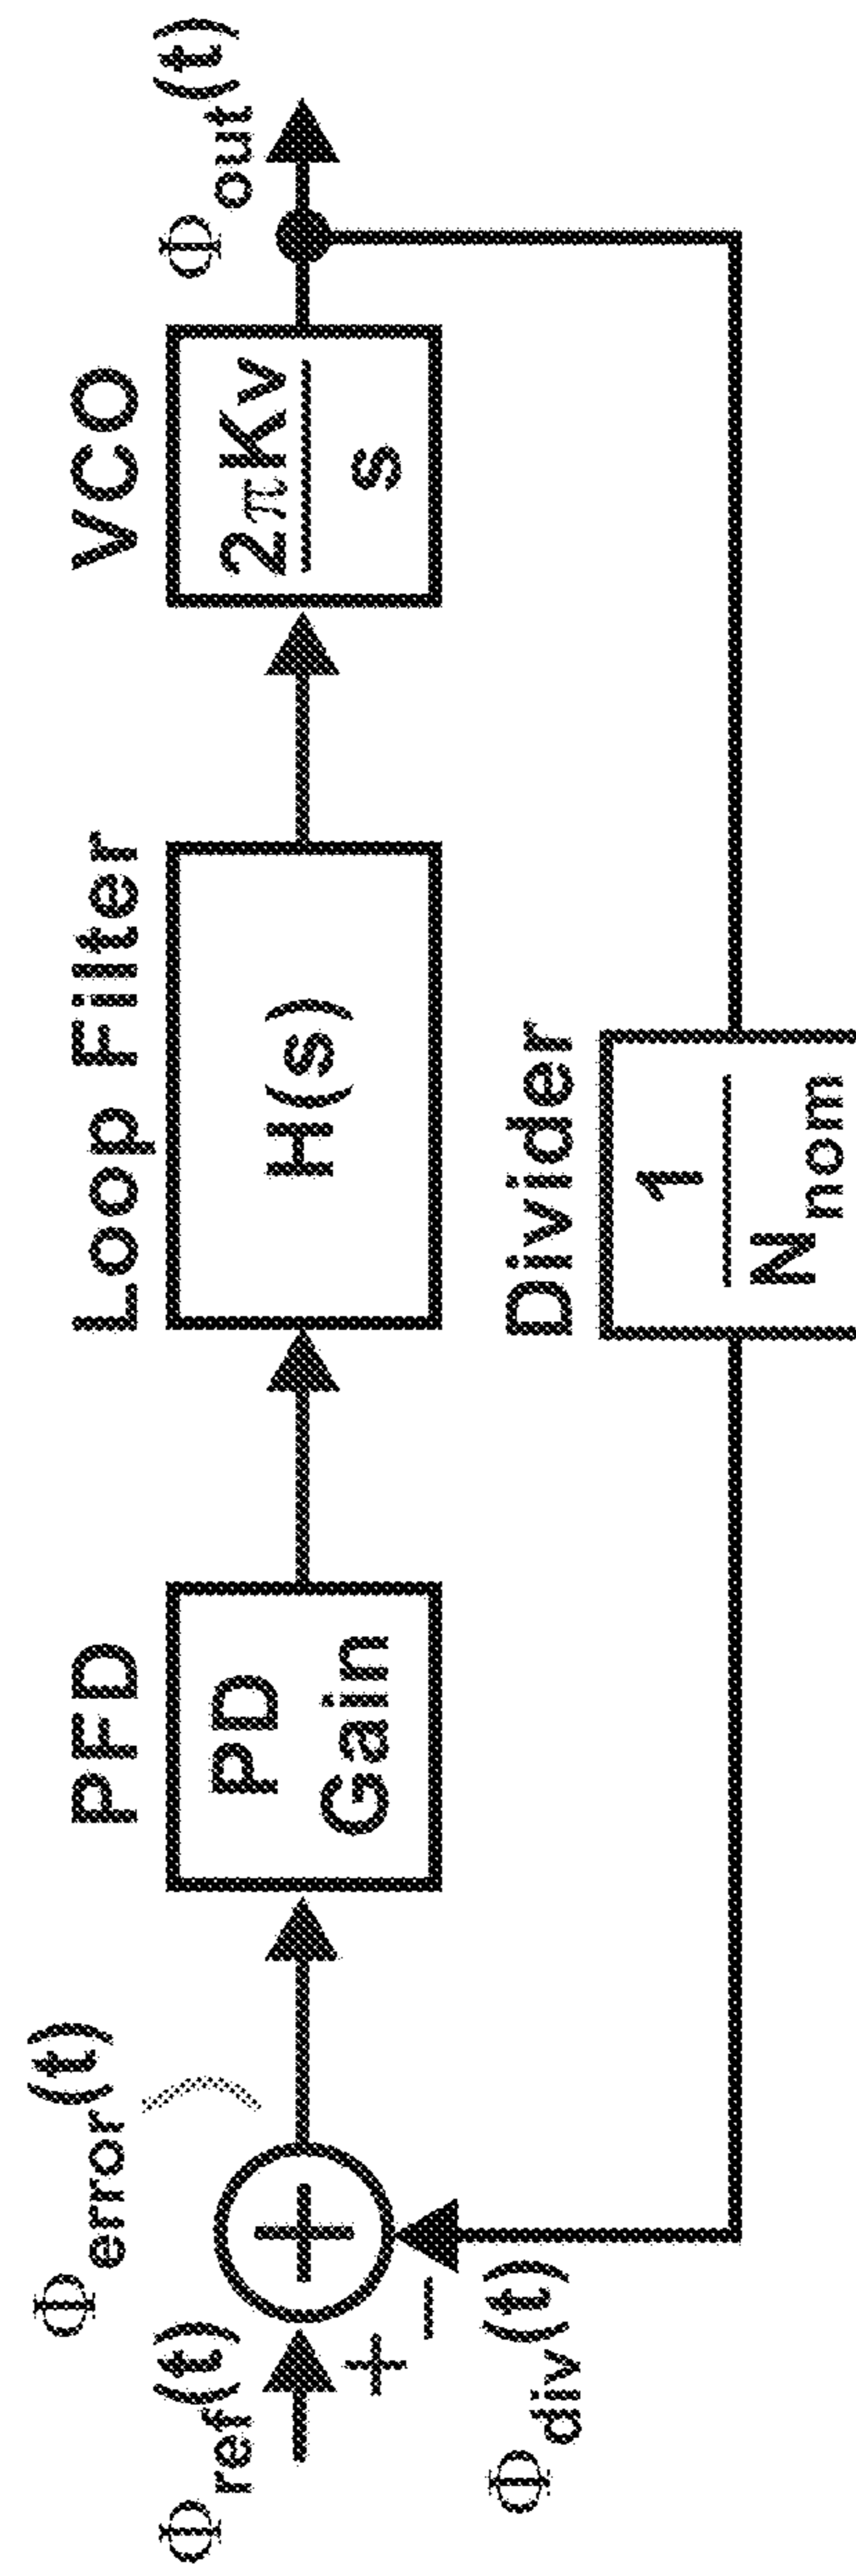 Φerror(t)
Φref(t)
+
−
Φdiv(t)
PFD
PD
Gain
Loop Filter
H(s)
VCO
2πKv
s
Φout(t)
Divider
1
Nnom